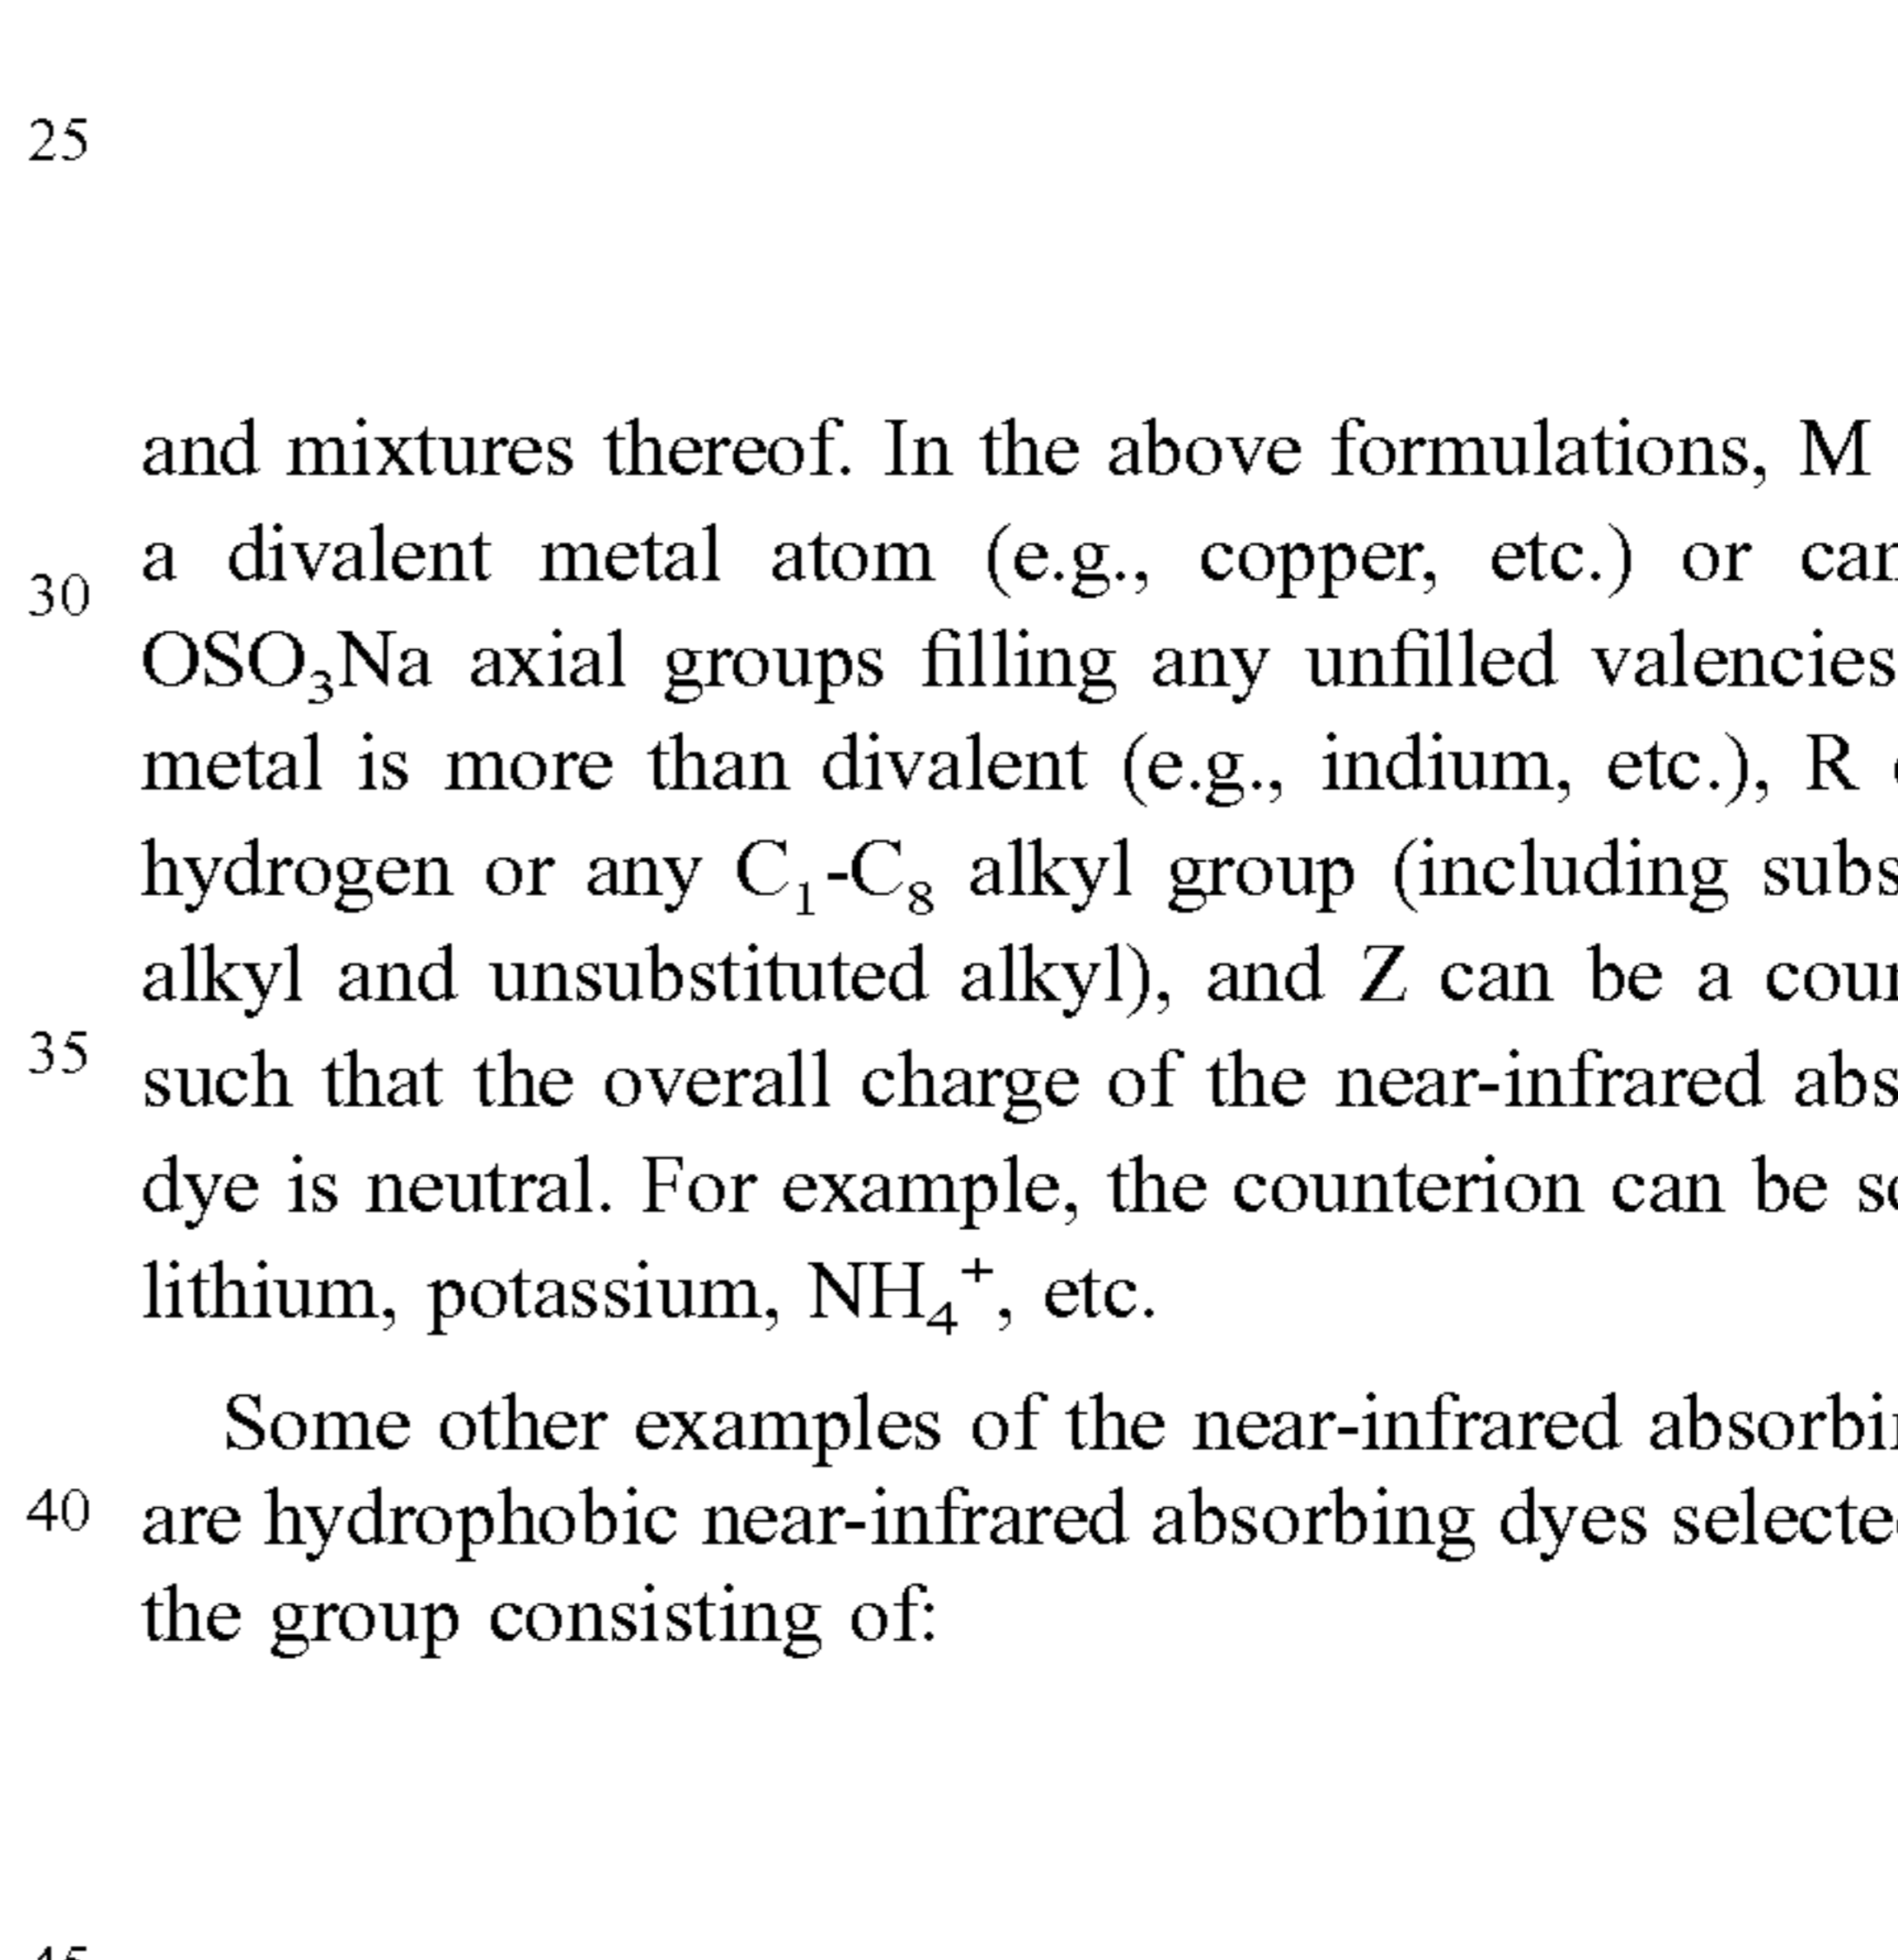 25
and mixtures thereof. In the above formulations, M
30
a divalent metal atom (e.g., copper, etc.) or
OSO₃Na axial groups filling any unfilled valencies
metal is more than divalent (e.g., indium, etc.), R
hydrogen or any C₁-C₈ alkyl group (including
alkyl and unsubstituted alkyl), and Z can be a
35
such that the overall charge of the near-infrared
dye is neutral. For example, the counterion can be
lithium, potassium, NH₄⁺, etc.
Some other examples of the near-infrared
40
are hydrophobic near-infrared absorbing dyes
the group consisting of: